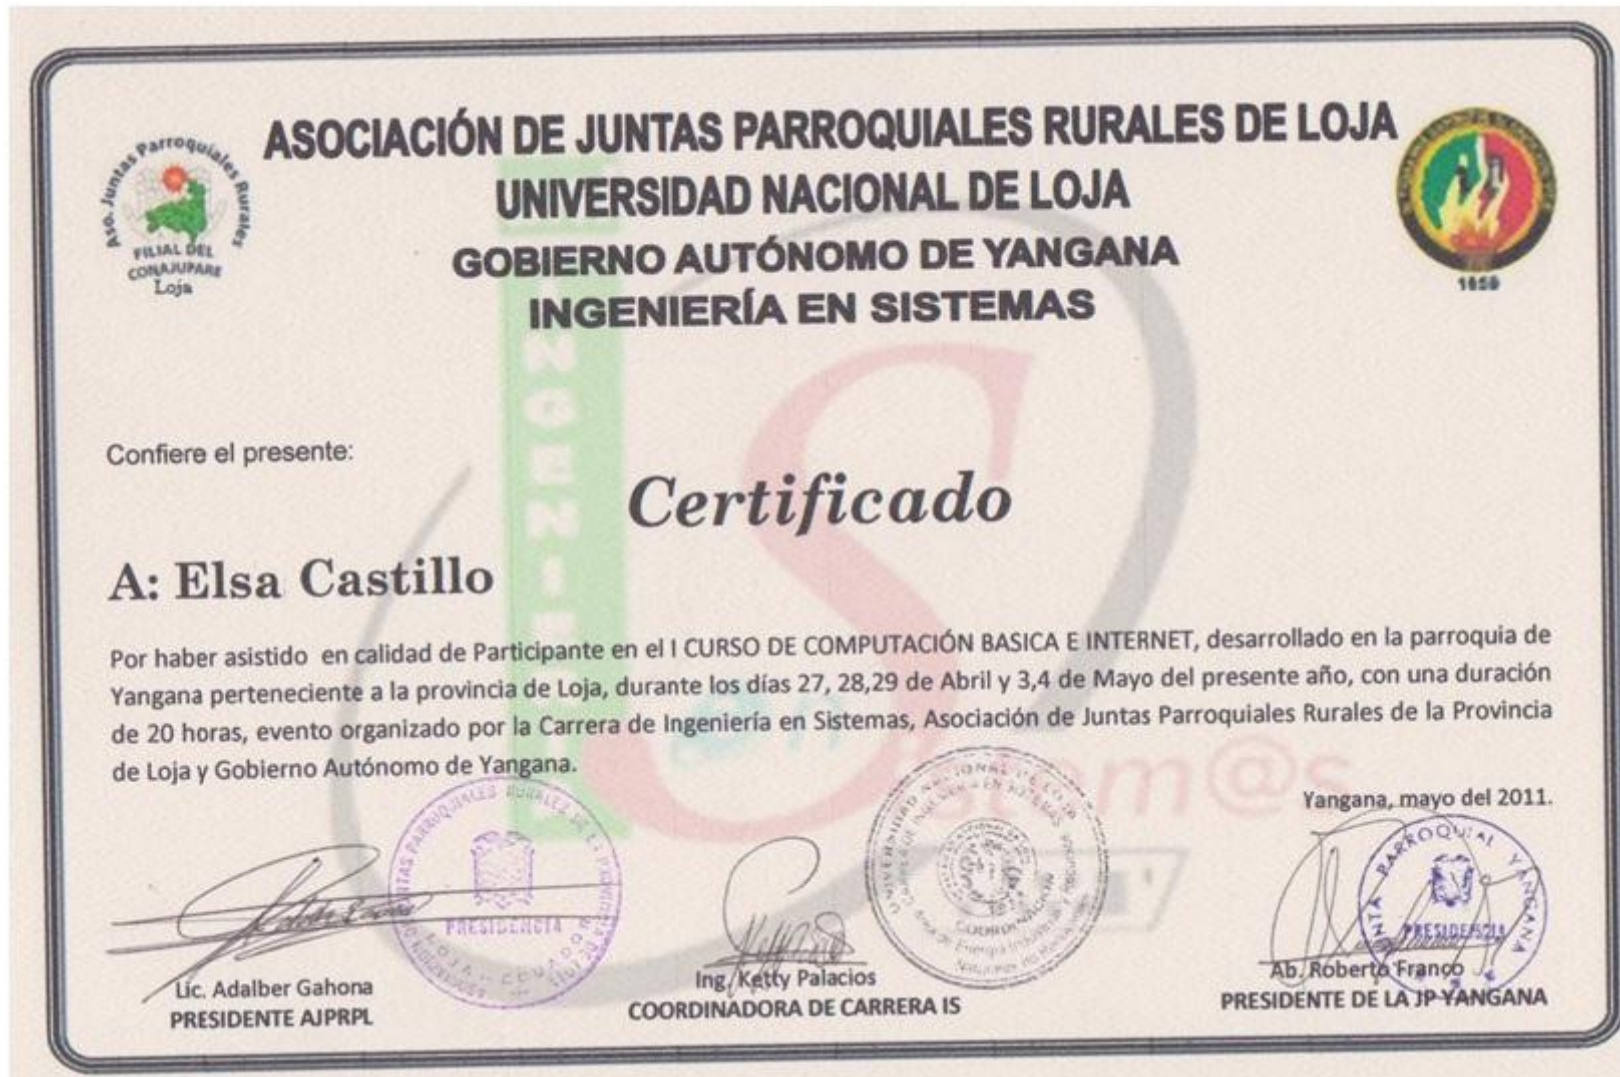 ASOCIACIÓN DE JUNTAS PARROQUIALES RURALES DE LOJA
UNIVERSIDAD NACIONAL DE LOJA
GOBIERNO AUTÓNOMO DE YANGANA
INGENIERÍA EN SISTEMAS
Aso. Juntas Parroquiales Rurales
FILIAL DEL
CONAJUPARE
Loja
1859
Confiere el presente:
Certificado
A: Elsa Castillo
Por haber asistido en calidad de Participante en el I CURSO DE COMPUTACIÓN BASICA E INTERNET, desarrollado en la parroquia de
Yangana perteneciente a la provincia de Loja, durante los días 27, 28,29 de Abril y 3,4 de Mayo del presente año, con una duración
de 20 horas, evento organizado por la Carrera de Ingeniería en Sistemas, Asociación de Juntas Parroquiales Rurales de la Provincia
de Loja y Gobierno Autónomo de Yangana.
Yangana, mayo del 2011.
PRESIDENCIA
JUNTA PARROQUIAL YANGANA
PRESIDENCIA
Lic. Adalber Gahona
PRESIDENTE AJPRPL
Ing. Ketty Palacios
COORDINADORA DE CARRERA IS
Ab. Roberto Franco
PRESIDENTE DE LA JP YANGANA